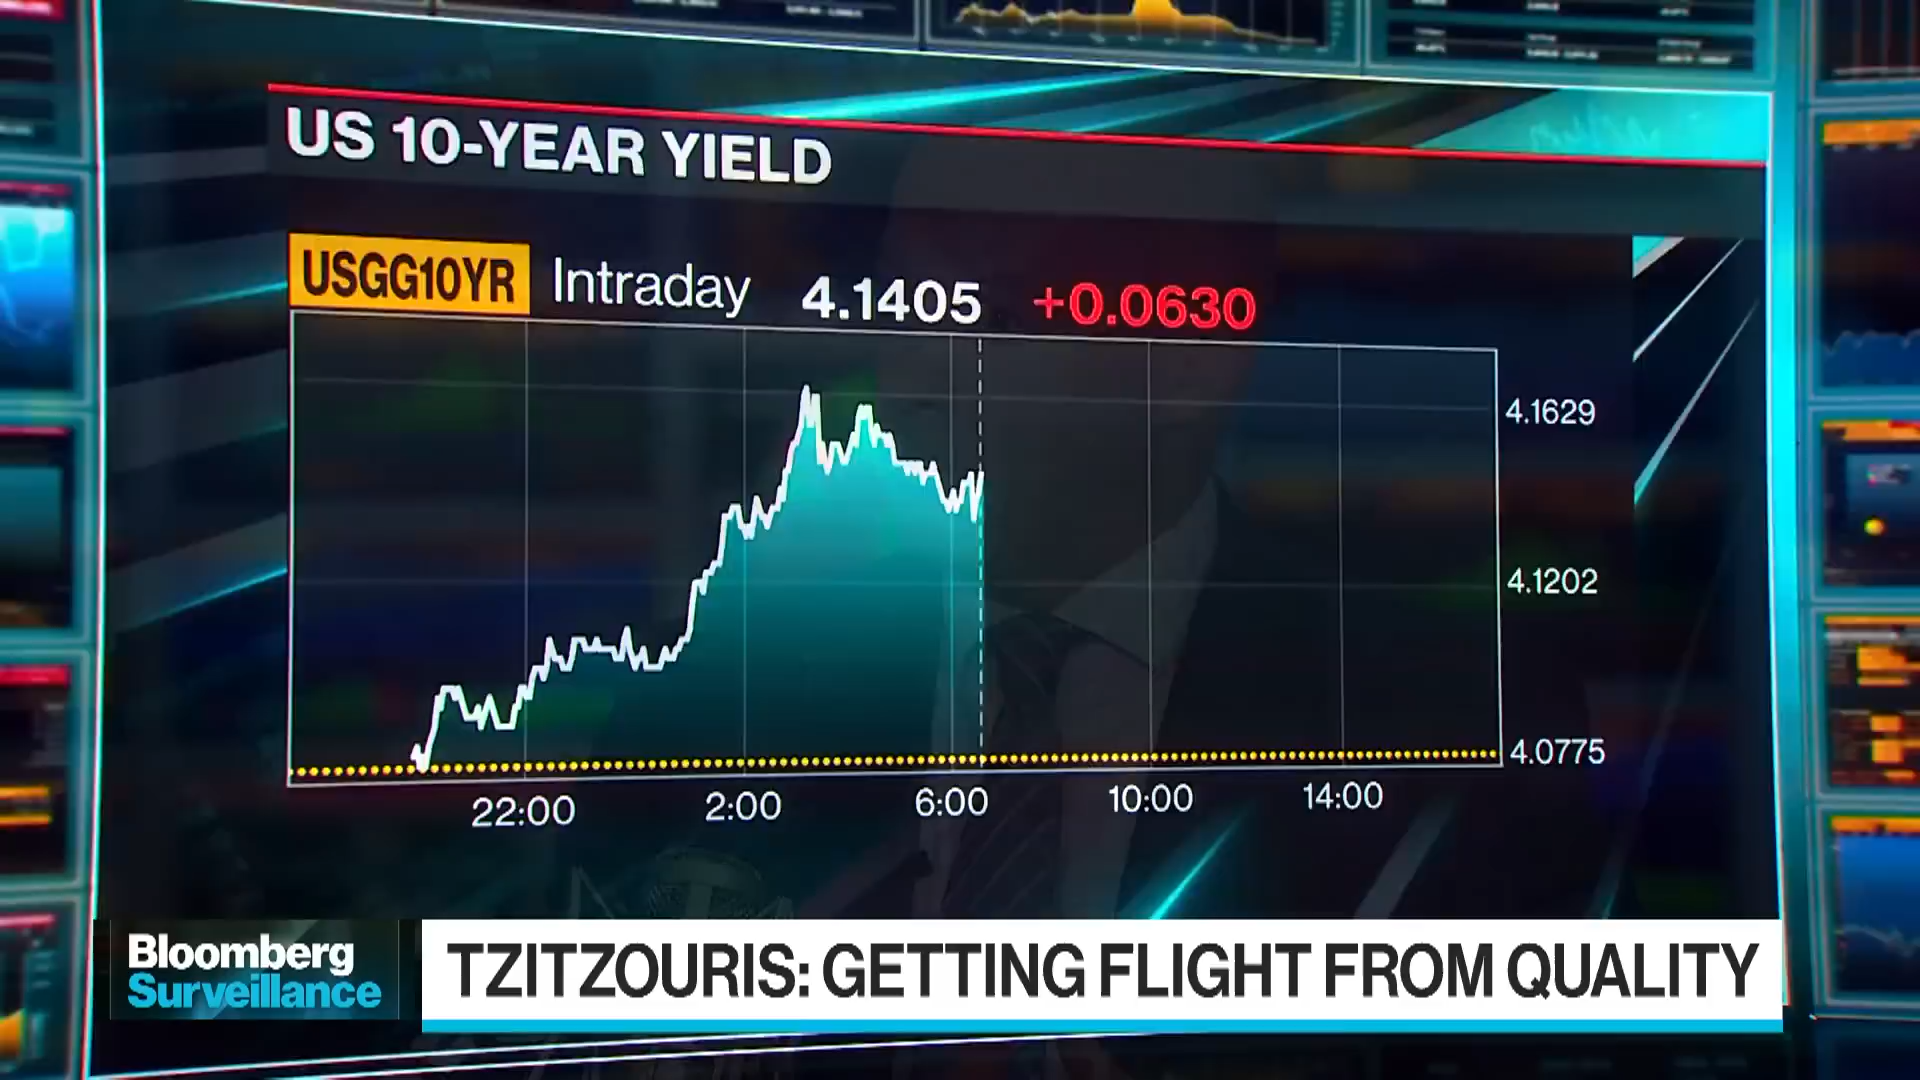 US 10-YEAR YIELD
USGG10YR Intraday 4.1405 +0.0630
4.1629
4.1202
4.0775
22:00 2:00 6:00 10:00 14:00
Bloomberg
Surveillance
TZITZOURIS: GETTING FLIGHT FROM QUALITY